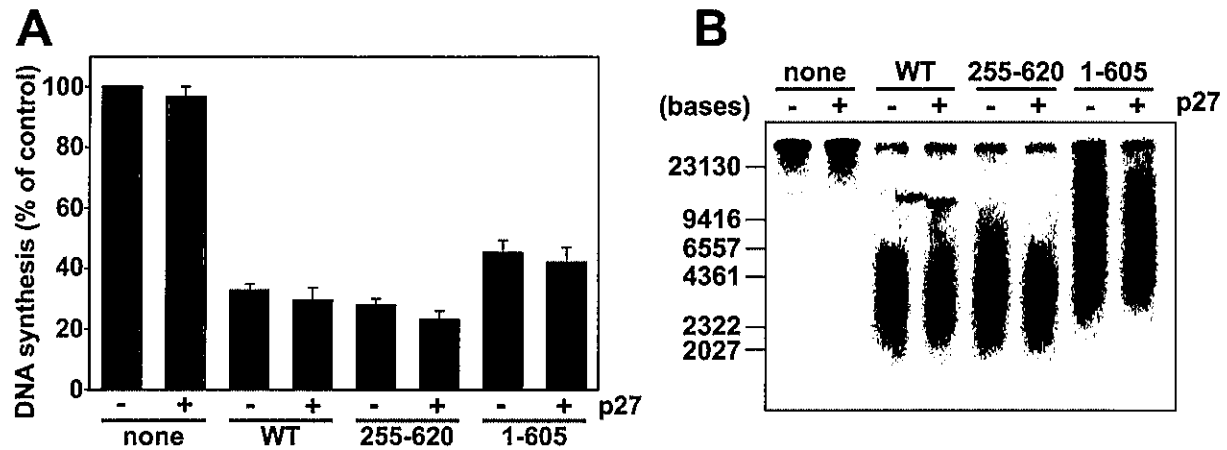 A
DNA synthesis (% of control)
100
80
60
40
20
0
- + - + - + - + p27
none WT 255-620 1-605
B
none WT 255-620 1-605
(bases) - + - + - + - + p27
23130
9416
6557
4361
2322
2027